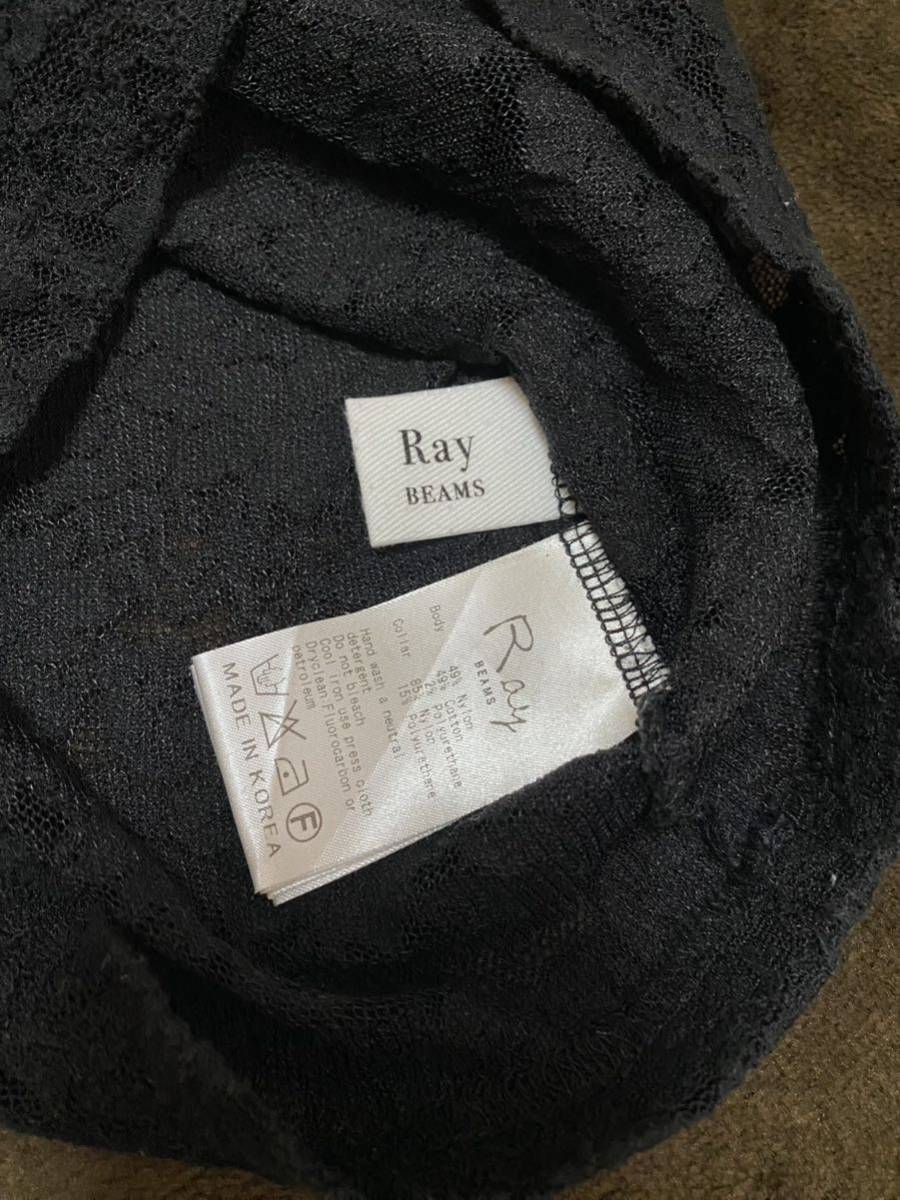 Ray
BEAMS
Ray
BEAMS
Body 49% Nylon
49% Cotton
2% Polyurethane
Collar 85% Nylon
15% Polyurethane
Hand wash a neutral
detergent
Do not bleach
Cool iron use press cloth
Dryclean-Fluorocarbon or
petroleum
F
MADE IN KOREA